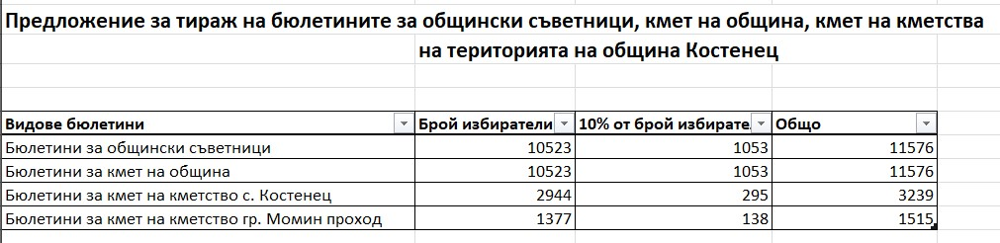 Предложение за тираж на бюлетините за общински съветници, кмет на община, кмет на кметства
на територията на община Костенец
Видове бюлетини Брой избиратели 10% от брой избирате Общо
Бюлетини за общински съветници 10523 1053 11576
Бюлетини за кмет на община 10523 1053 11576
Бюлетини за кмет на кметство с. Костенец 2944 295 3239
Бюлетини за кмет на кметство гр. Момин проход 1377 138 1515